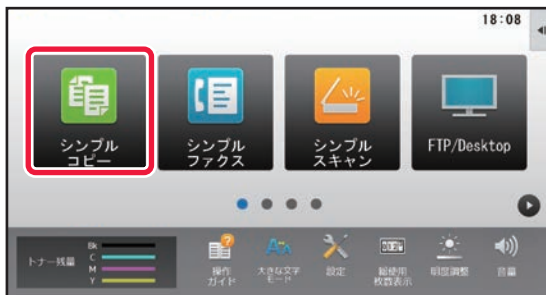 18:08
シンプル
コピー
シンプル
ファクス
シンプル
スキャン
FTP/Desktop
トナー残量
Bk
C
M
Y
操作
ガイド
大きな文字
モード
設定
総使用
枚数表示
明度調整
音量